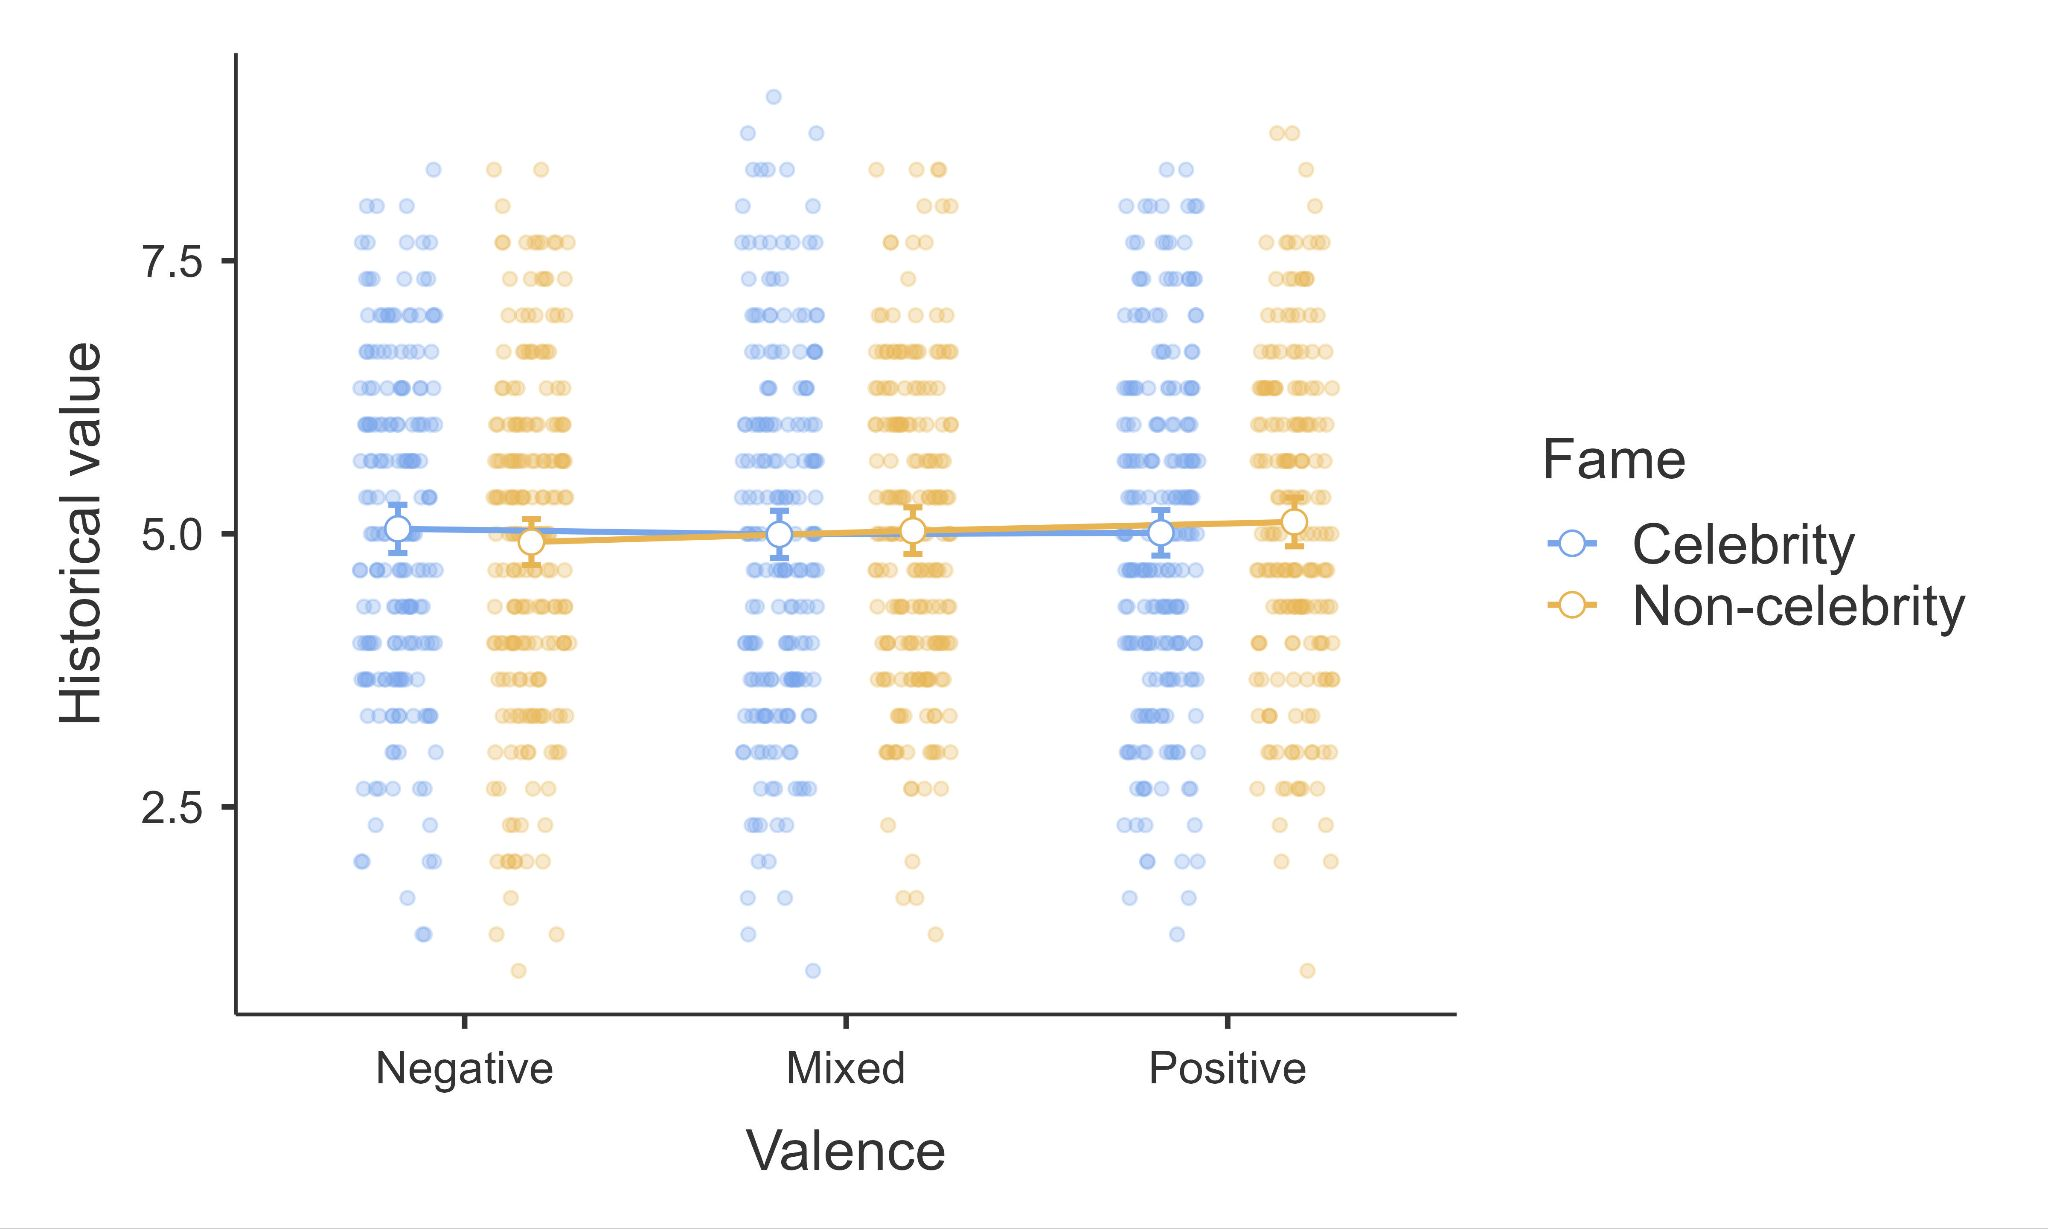 Historical value
7.5
5.0
2.5
Negative Mixed Positive
Valence
Fame
Celebrity
Non-celebrity